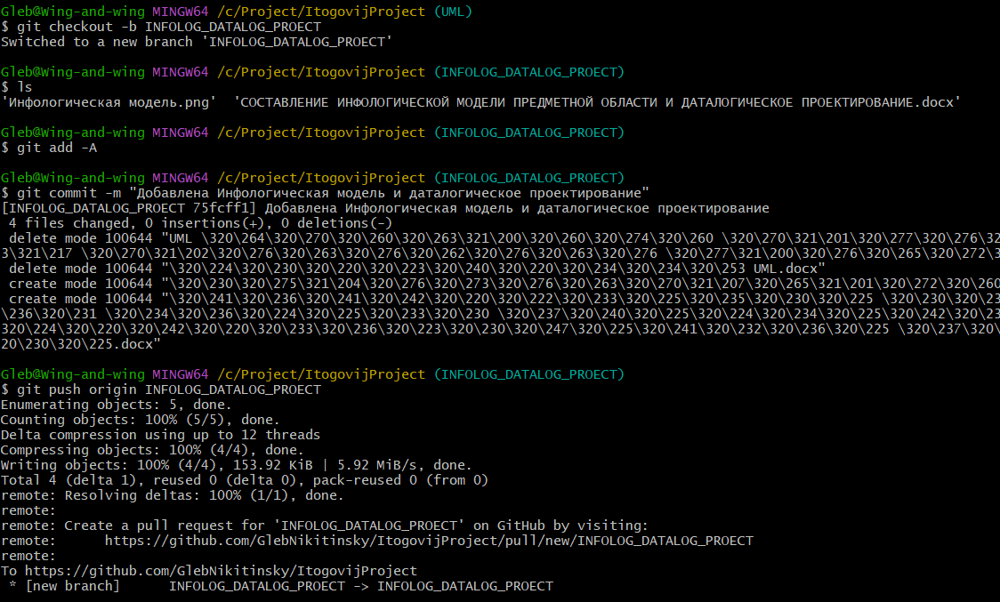 Gleb@Wing-and-wing MINGW64 /c/Project/ItogovijProject (UML)
$ git checkout -b INFOLOG_DATALOG_PROECT
Switched to a new branch 'INFOLOG_DATALOG_PROECT'
Gleb@Wing-and-wing MINGW64 /c/Project/ItogovijProject (INFOLOG_DATALOG_PROECT)
$ ls
'Инфологическая модель.png'  'СОСТАВЛЕНИЕ ИНФОЛОГИЧЕСКОЙ МОДЕЛИ ПРЕДМЕТНОЙ ОБЛАСТИ И ДАТАЛОГИЧЕСКОЕ ПРОЕКТИРОВАНИЕ.docx'
Gleb@Wing-and-wing MINGW64 /c/Project/ItogovijProject (INFOLOG_DATALOG_PROECT)
$ git add -A
Gleb@Wing-and-wing MINGW64 /c/Project/ItogovijProject (INFOLOG_DATALOG_PROECT)
$ git commit -m "Добавлена Инфологическая модель и даталогическое проектирование"
[INFOLOG_DATALOG_PROECT 75fcff1] Добавлена Инфологическая модель и даталогическое проектирование
 4 files changed, 0 insertions(+), 0 deletions(-)
 delete mode 100644 "UML \320\264\320\270\320\260\320\263\321\200\320\260\320\274\320\260 \320\270\321\201\320\277\320\276\32
3\321\217 \320\270\321\202\320\276\320\263\320\276\320\262\320\276\320\263\320\276 \320\277\321\200\320\276\320\265\320\272\3
 delete mode 100644 "\320\224\320\230\320\220\320\223\320\240\320\220\320\234\320\234\320\253 UML.docx"
 create mode 100644 "\320\230\320\275\321\204\320\276\320\273\320\276\320\263\320\270\321\207\320\265\321\201\320\272\320\260
 create mode 100644 "\320\241\320\236\320\241\320\242\320\220\320\222\320\233\320\225\320\235\320\230\320\225 \320\230\320\23
\236\320\231 \320\234\320\236\320\224\320\225\320\233\320\230 \320\237\320\240\320\225\320\224\320\234\320\225\320\242\320\23
320\224\320\220\320\242\320\220\320\233\320\236\320\223\320\230\320\247\320\225\320\241\320\232\320\236\320\225 \320\237\320\
20\230\320\225.docx"
Gleb@Wing-and-wing MINGW64 /c/Project/ItogovijProject (INFOLOG_DATALOG_PROECT)
$ git push origin INFOLOG_DATALOG_PROECT
Enumerating objects: 5, done.
Counting objects: 100% (5/5), done.
Delta compression using up to 12 threads
Compressing objects: 100% (4/4), done.
Writing objects: 100% (4/4), 153.92 KiB | 5.92 MiB/s, done.
Total 4 (delta 1), reused 0 (delta 0), pack-reused 0 (from 0)
remote: Resolving deltas: 100% (1/1), done.
remote:
remote: Create a pull request for 'INFOLOG_DATALOG_PROECT' on GitHub by visiting:
remote:      https://github.com/GlebNikitinsky/ItogovijProject/pull/new/INFOLOG_DATALOG_PROECT
remote:
To https://github.com/GlebNikitinsky/ItogovijProject
 * [new branch]      INFOLOG_DATALOG_PROECT -> INFOLOG_DATALOG_PROECT